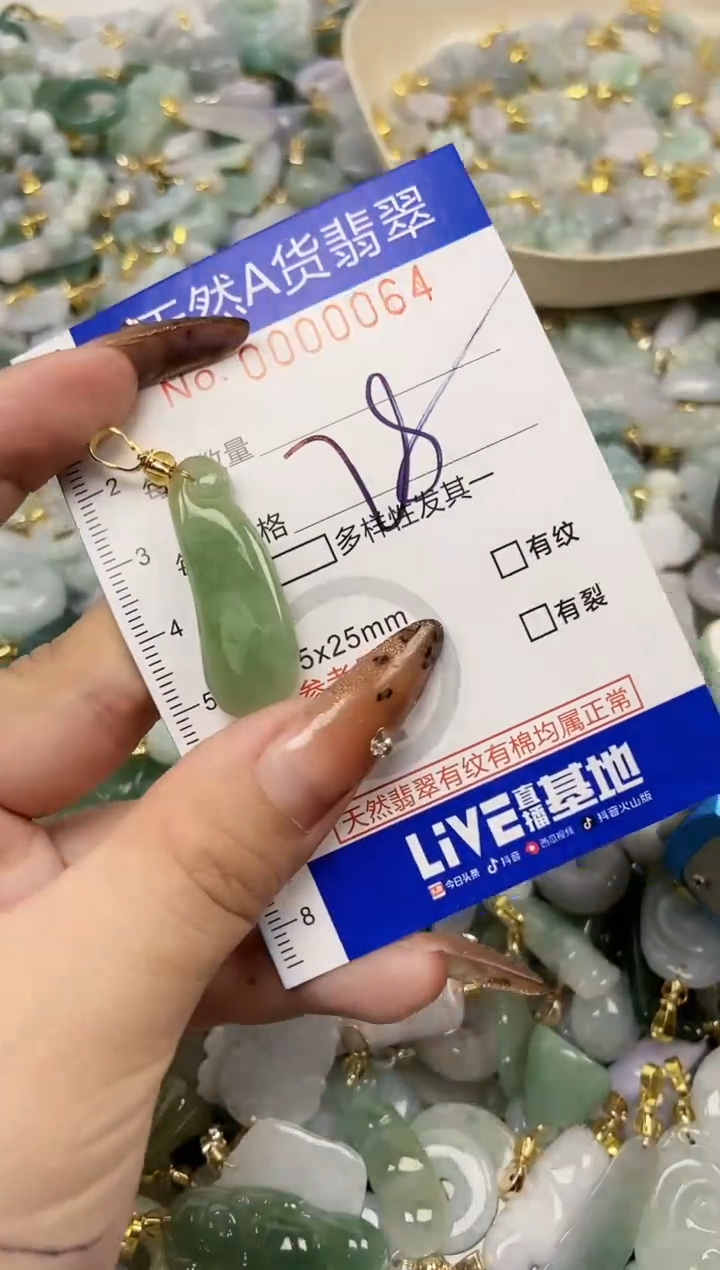 天然A货翡翠
No. 0000064
数量
78
格
多样性发其一
有纹
有裂
5x25mm
参考
天然翡翠有纹有棉均属正常
LiVE直播基地
今日头条 抖音 西瓜视频 抖音火山版
2
3
4
5
8